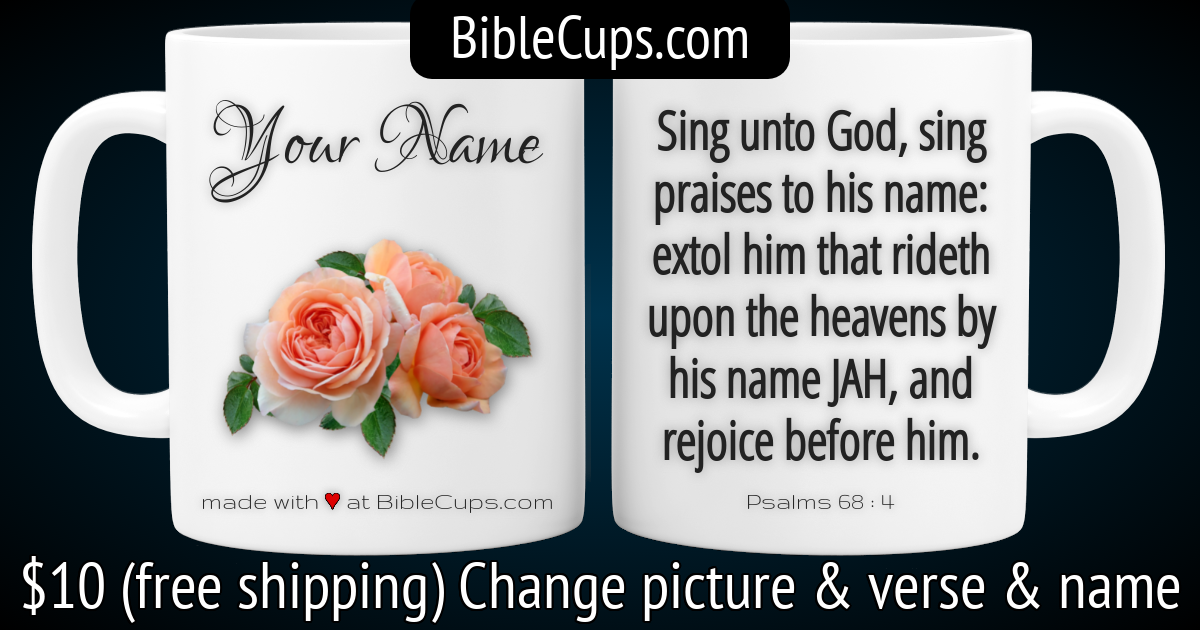 BibleCups.com
Your Name
made with ♥ at BibleCups.com
Sing unto God, sing
praises to his name:
extol him that rideth
upon the heavens by
his name JAH, and
rejoice before him.
Psalms 68 : 4
$10 (free shipping) Change picture & verse & name